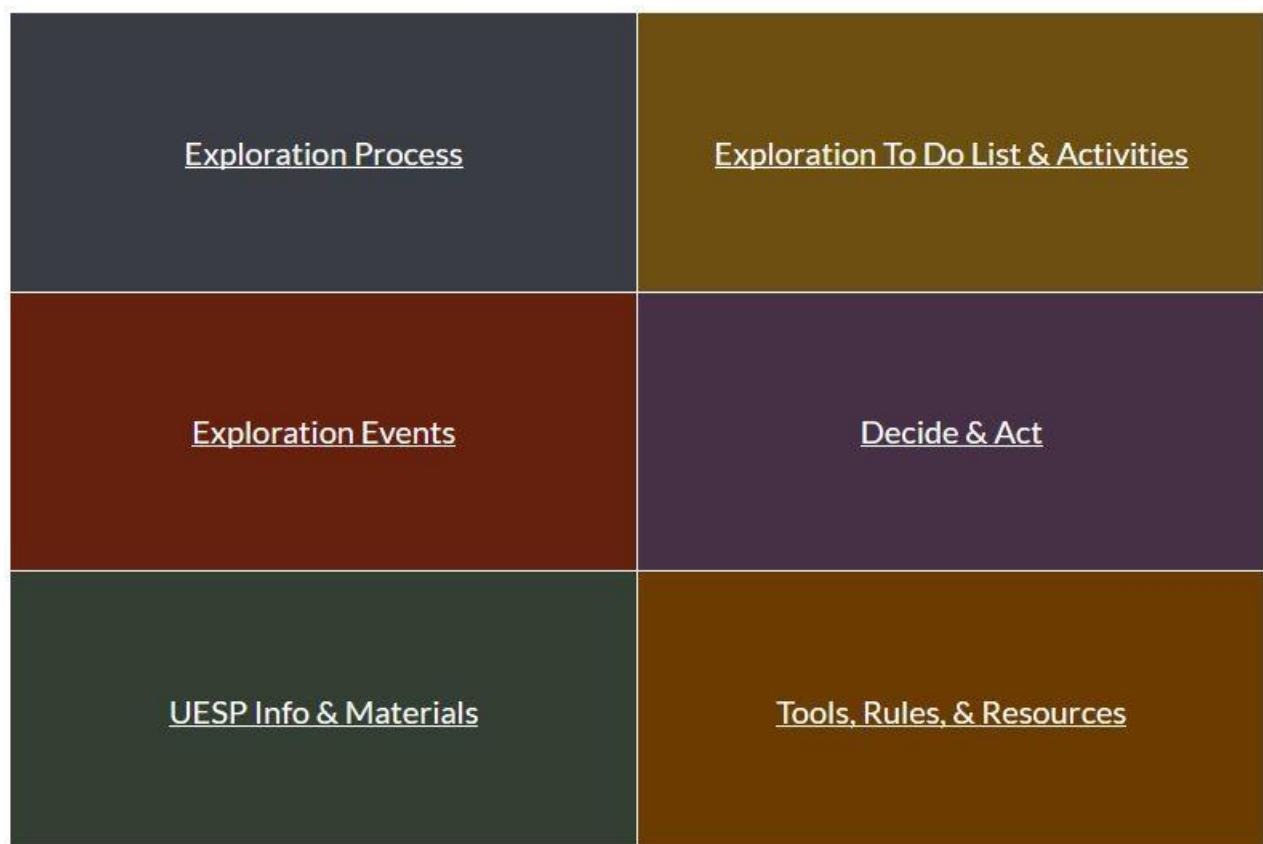 Exploration Process
Exploration To Do List & Activities
Exploration Events
Decide & Act
UESP Info & Materials
Tools, Rules, & Resources